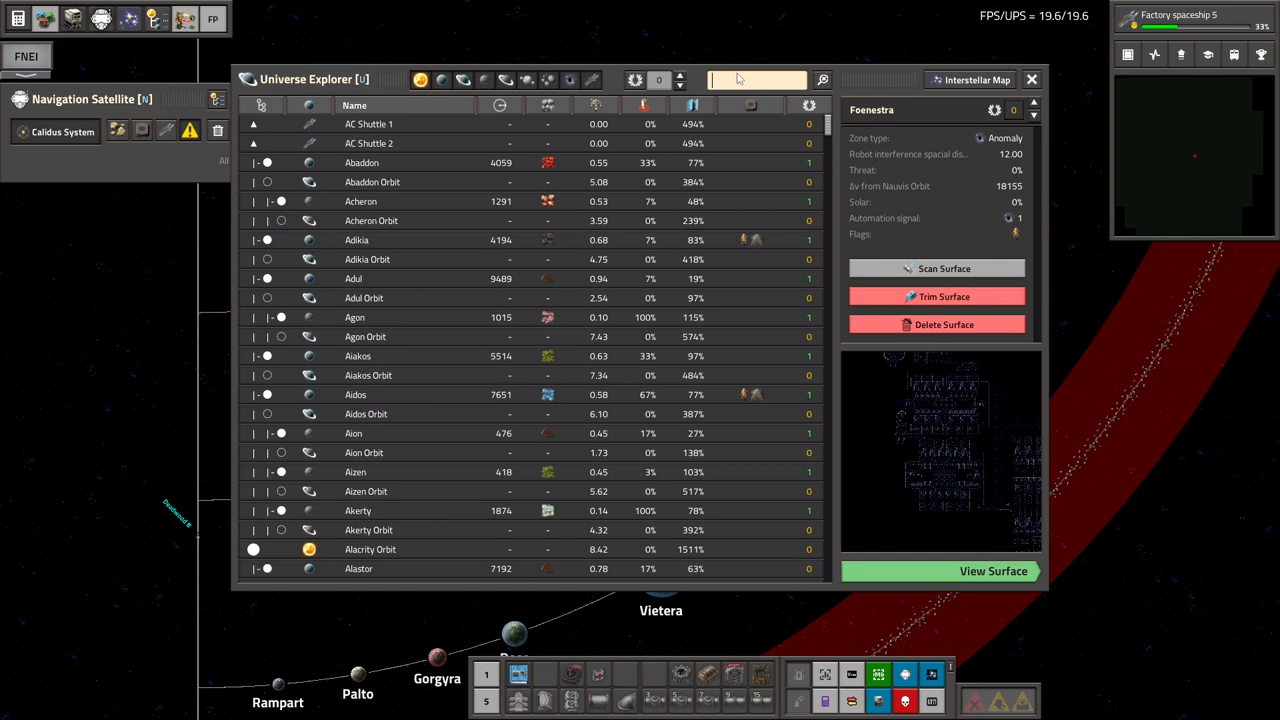 FP
FPS/UPS = 19.6/19.6
Factory spaceship 5
33%
FNEI
Navigation Satellite [N]
Calidus System
All
Universe Explorer [U]
0
Interstellar Map
Name
AC Shuttle 1 - - 0.00 0% 494% 0
AC Shuttle 2 - - 0.00 0% 494% 0
Abaddon 4059 0.55 33% 77% 1
Abaddon Orbit - - 5.08 0% 384% 0
Acheron 1291 0.53 7% 48% 1
Acheron Orbit - - 3.59 0% 239% 0
Adikia 4194 0.68 7% 83% 1
Adikia Orbit - - 4.75 0% 418% 0
Adul 9489 0.94 7% 19% 1
Adul Orbit - - 2.54 0% 97% 0
Agon 1015 0.10 100% 115% 1
Agon Orbit - - 7.43 0% 574% 0
Aiakos 5514 0.63 33% 97% 1
Aiakos Orbit - - 7.34 0% 484% 0
Aidos 7651 0.58 67% 77% 1
Aidos Orbit - - 6.10 0% 387% 0
Aion 476 0.45 17% 27% 1
Aion Orbit - - 1.73 0% 138% 0
Aizen 418 0.45 3% 103% 1
Aizen Orbit - - 5.62 0% 517% 0
Akerty 1874 0.14 100% 78% 1
Akerty Orbit - - 4.32 0% 392% 0
Alacrity Orbit - - 8.42 0% 1511% 0
Alastor 7192 0.78 17% 63% 1
Foenestra 0
Zone type: Anomaly
Robot interference spacial dis... 12.00
Threat: 0%
Δv from Nauvis Orbit 18155
Solar: 0%
Automation signal: 1
Flags:
Scan Surface
Trim Surface
Delete Surface
View Surface
Deadwood B
Vietera
Gorgyra
Palto
Rampart
1
5